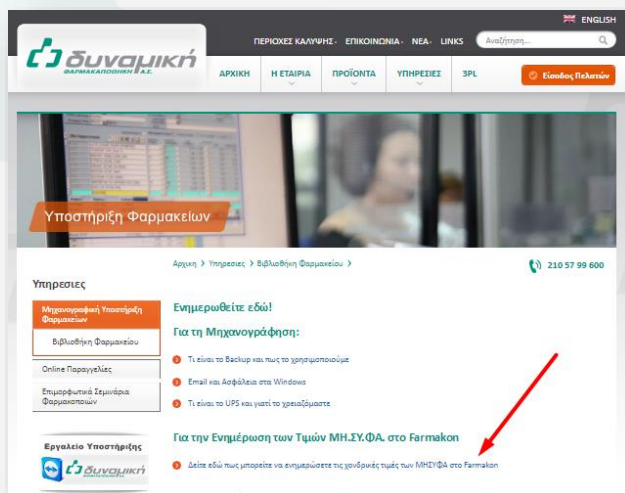 ENGLISH
ΠΕΡΙΟΧΕΣ ΚΑΛΥΨΗΣ ΕΠΙΚΟΙΝΩΝΙΑ ΝΕΑ LINKS Αναζήτηση...
δυναμική
ΦΑΡΜΑΚΑΠΟΘΗΚΗ Α.Ε.
ΑΡΧΙΚΗ Η ΕΤΑΙΡΙΑ ΠΡΟΪΟΝΤΑ ΥΠΗΡΕΣΙΕΣ 3PL Είσοδος Πελατών
Υποστήριξη Φαρμακείων
Αρχικη > Υπηρεσιες > Βιβλιοθήκη Φαρμακείου >
210 57 99 600
Υπηρεσιες
Μηχανογραφική Υποστήριξη
Φαρμακείων
Βιβλιοθήκη Φαρμακείου
Online Παραγγελίες
Επιμορφωτικά Σεμινάρια
Φαρμακοποιών
Εργαλείο Υποστήριξης
δυναμική
Ενημερωθείτε εδώ!
Για τη Μηχανογράφηση:
Τι είναι το Backup και πως το χρησιμοποιούμε
Email και Ασφάλεια στα Windows
Τι είναι το UPS και γιατί το χρειαζόμαστε
Για την Ενημέρωση των Τιμών ΜΗ.ΣΥ.ΦΑ. στο Farmakon
Δείτε εδώ πως μπορείτε να ενημερώσετε τις χονδρικές τιμές των ΜΗΣΥΦΑ στο Farmakon